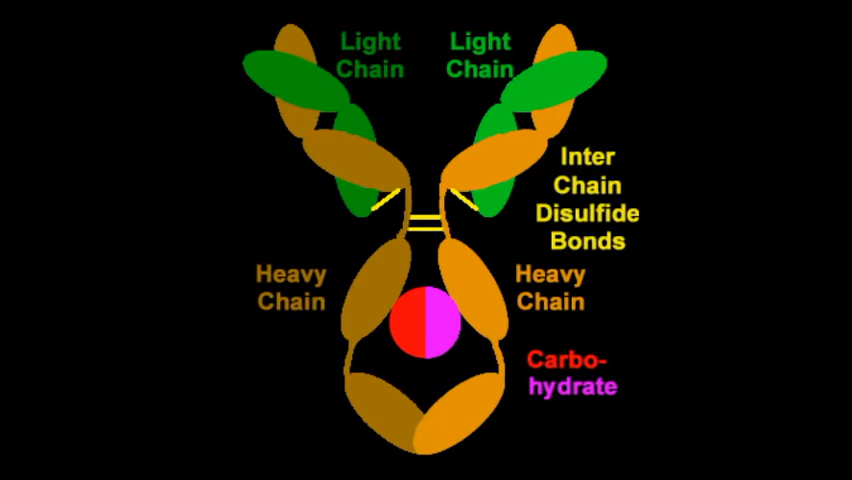 Light
Chain
Light
Chain
Inter
Chain
Disulfide
Bonds
Heavy
Chain
Heavy
Chain
Carbo-
hydrate